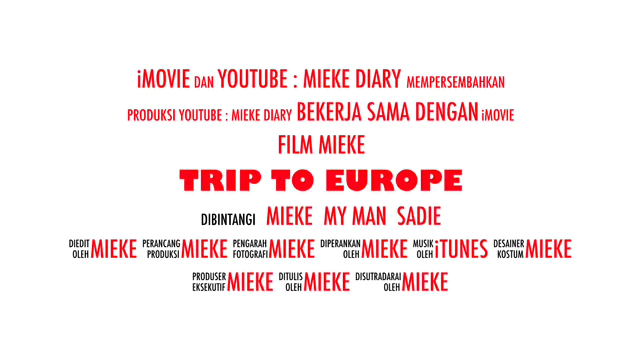 iMOVIE DAN YOUTUBE : MIEKE DIARY MEMPERSEMBAHKAN
PRODUKSI YOUTUBE : MIEKE DIARY BEKERJA SAMA DENGAN iMOVIE
FILM MIEKE
TRIP TO EUROPE
DIBINTANGI MIEKE MY MAN SADIE
DIEDIT OLEH MIEKE PERANCANG PRODUKSI MIEKE PENGARAH FOTOGRAFI MIEKE DIPERANKAN OLEH MIEKE MUSIK OLEH iTUNES DESAINER KOSTUM MIEKE
PRODUSER EKSEKUTIF MIEKE DITULIS OLEH MIEKE DISUTRADARAI OLEH MIEKE